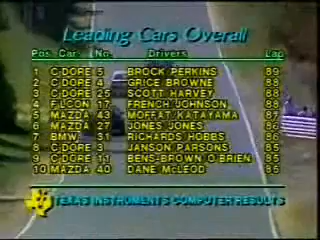 Leading Cars Overall
Pos. Car. No. Drivers Lap
1 C'DORE 5 BROCK PERKINS 89
2 C'DORE 4 GRICE BROWNE 88
3 C'DORE 25 SCOTT HARVEY 88
4 F'LCON 17 FRENCH JOHNSON 88
5 MAZDA 43 MOFFAT/KATAYAMA 87
6 MAZDA 27 JONES JONES 86
7 BMW 31 RICHARDS HOBBS 86
8 C'DORE 3 JANSON PARSONS 85
9 C'DORE 11 BENS-BROWN O.BRIEN 85
10 MAZDA 40 DANE McLEOD 85
TEXAS INSTRUMENTS COMPUTER RESULTS